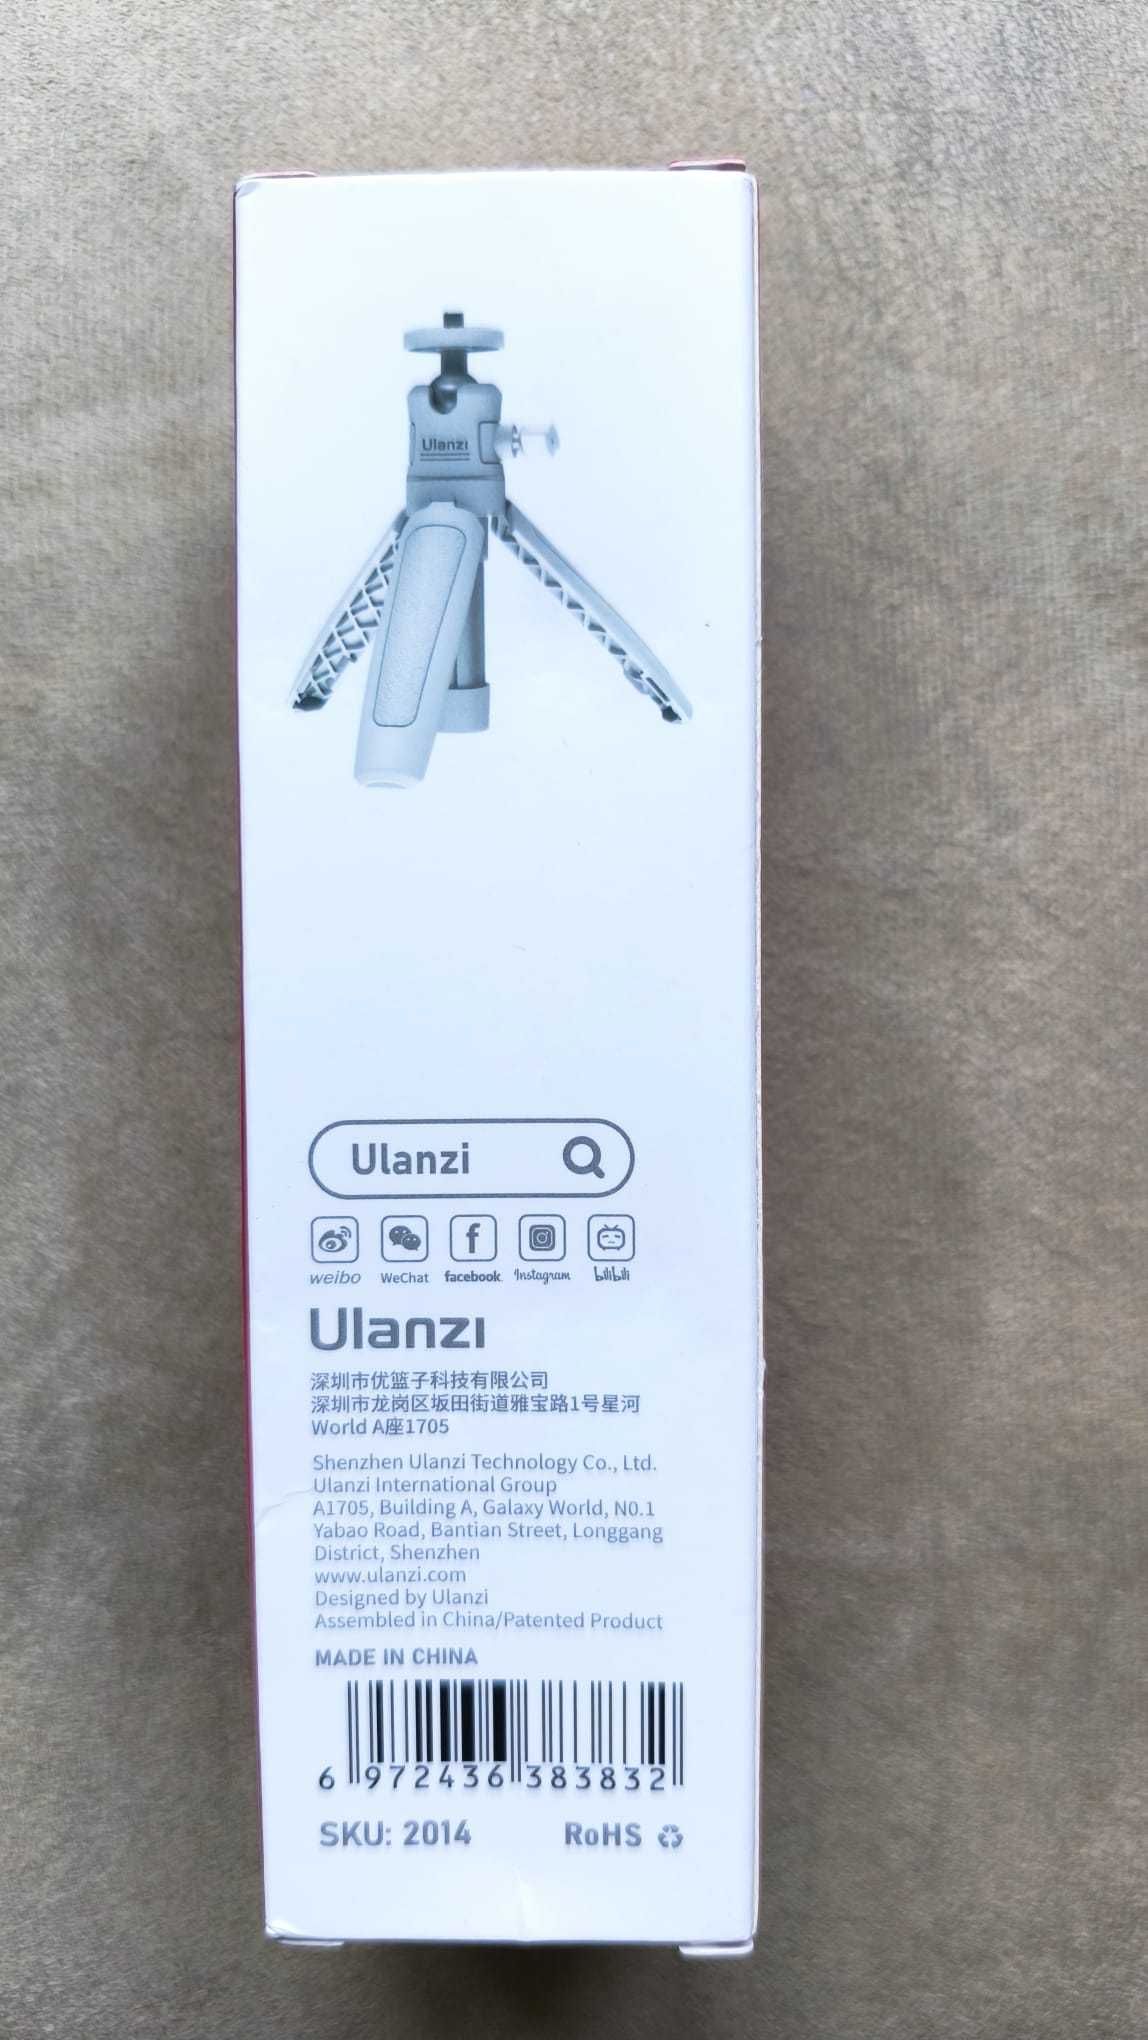 Ulanzi
Ulanzi
weibo WeChat facebook Instagram bilibili
Ulanzi
深圳市优篮子科技有限公司
深圳市龙岗区坂田街道雅宝路1号星河
World A座1705
Shenzhen Ulanzi Technology Co., Ltd.
Ulanzi International Group
A1705, Building A, Galaxy World, N0.1
Yabao Road, Bantian Street, Longgang
District, Shenzhen
www.ulanzi.com
Designed by Ulanzi
Assembled in China/Patented Product
MADE IN CHINA
6 972436 383832
SKU: 2014 RoHS